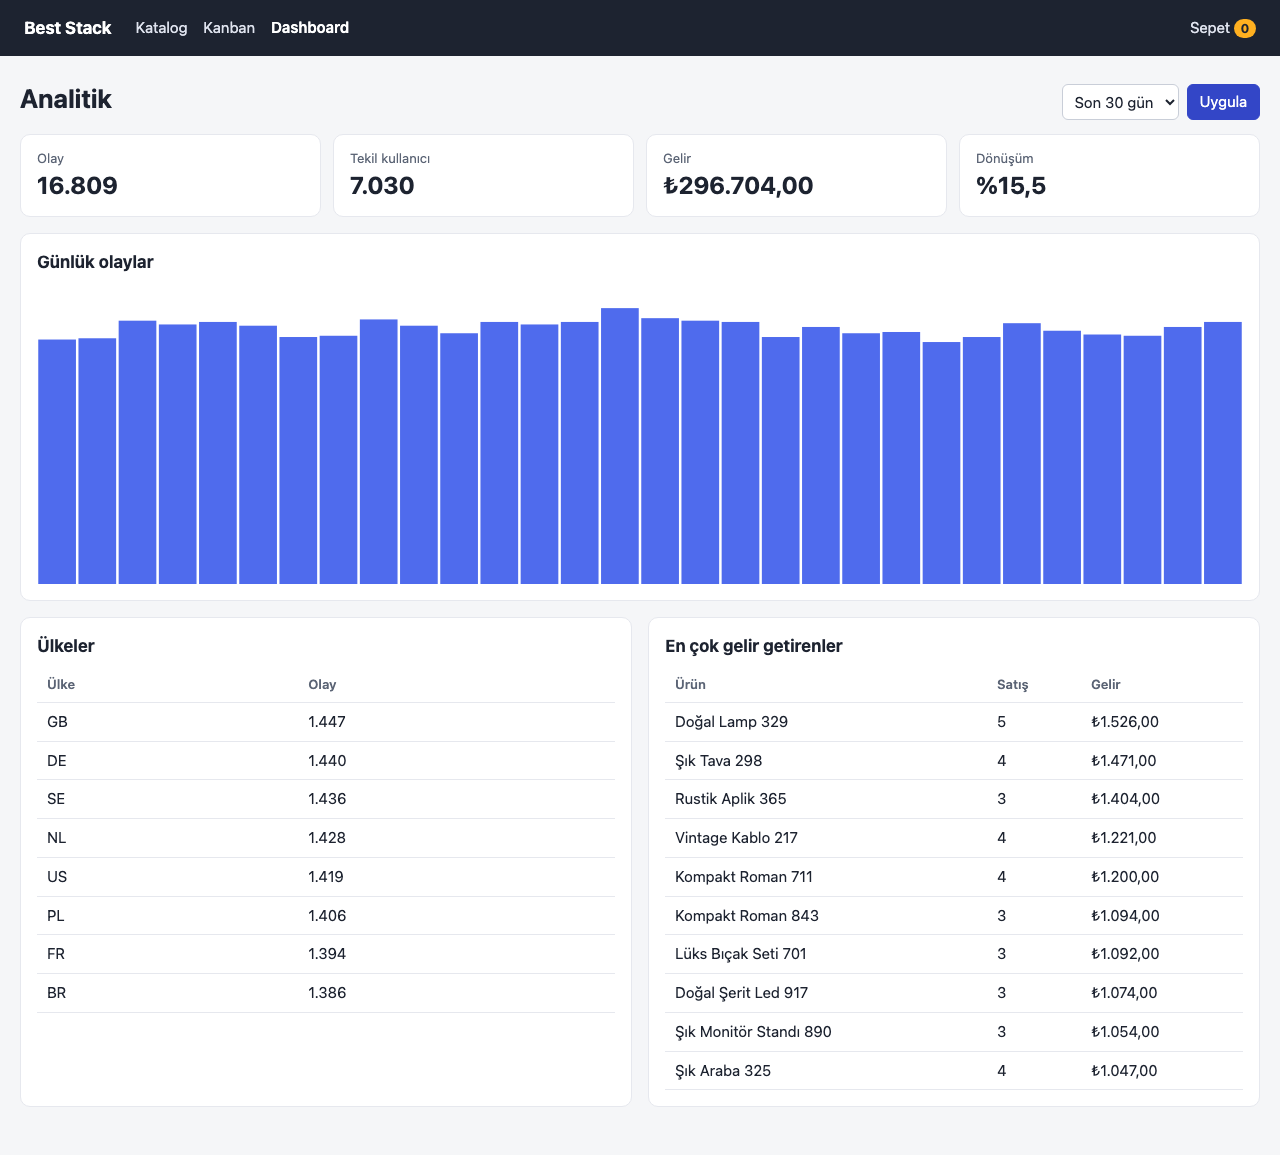 Best Stack Katalog Kanban Dashboard Sepet 0
Analitik Son 30 gün Uygula
Olay Tekil kullanıcı Gelir Dönüşüm
16.809 7.030 ₺296.704,00 %15,5
Günlük olaylar
Ülkeler
Ülke Olay
GB 1.447
DE 1.440
SE 1.436
NL 1.428
US 1.419
PL 1.406
FR 1.394
BR 1.386
En çok gelir getirenler
Ürün Satış Gelir
Doğal Lamp 329 5 ₺1.526,00
Şık Tava 298 4 ₺1.471,00
Rustik Aplik 365 3 ₺1.404,00
Vintage Kablo 217 4 ₺1.221,00
Kompakt Roman 711 4 ₺1.200,00
Kompakt Roman 843 3 ₺1.094,00
Lüks Bıçak Seti 701 3 ₺1.092,00
Doğal Şerit Led 917 3 ₺1.074,00
Şık Monitör Standı 890 3 ₺1.054,00
Şık Araba 325 4 ₺1.047,00